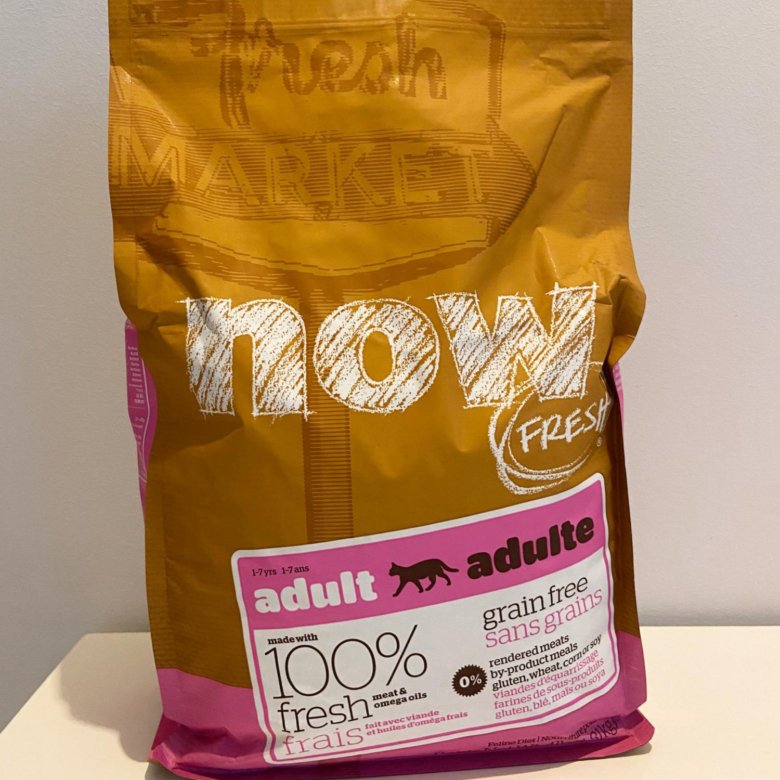 fresh
MARKET
now
FRESH®
1-7 yrs 1-7 ans
adult adulte
made with
100%
fresh meat &
omega oils
frais fait avec viande
et huiles d'oméga frais
grain free
sans grains
0%
rendered meats
by-product meals
gluten, wheat, corn or soy
viandes d'équarrissage
farines de sous-produits
gluten, blé, maïs ou soya
Feline Diet